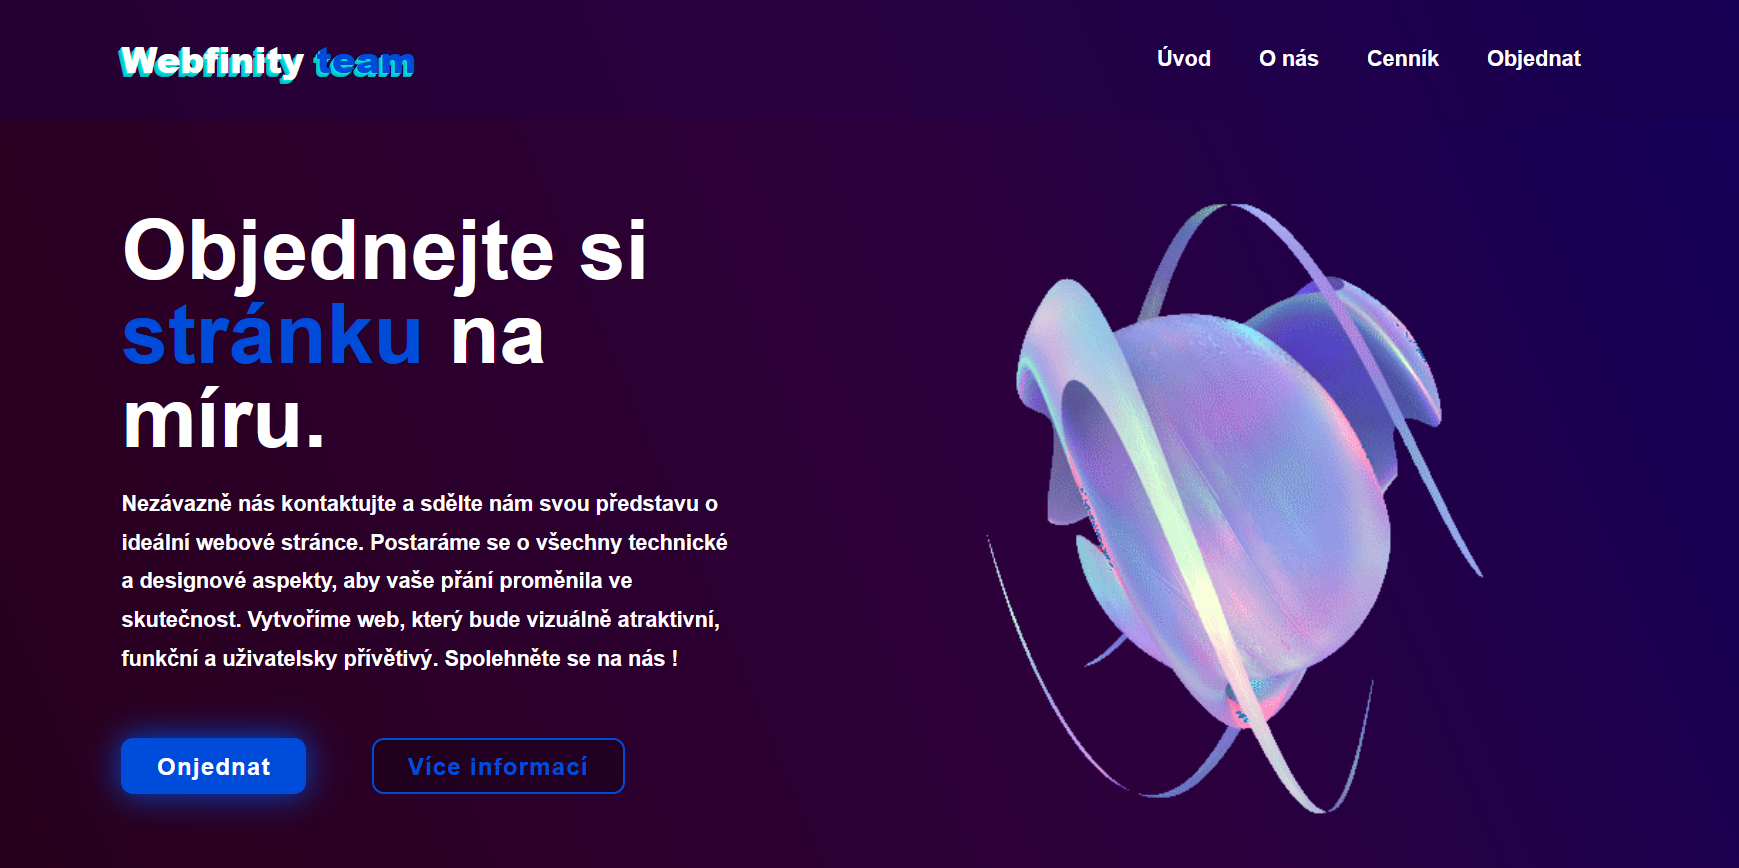 Webfinity team
Úvod O nás Cenník Objednat
Objednejte si
stránku na
míru.
Nezávazně nás kontaktujte a sdělte nám svou představu o
ideální webové stránce. Postaráme se o všechny technické
a designové aspekty, aby vaše přání proměnila ve
skutečnost. Vytvoříme web, který bude vizuálně atraktivní,
funkční a uživatelsky přívětivý. Spolehněte se na nás !
Onjednat Více informací